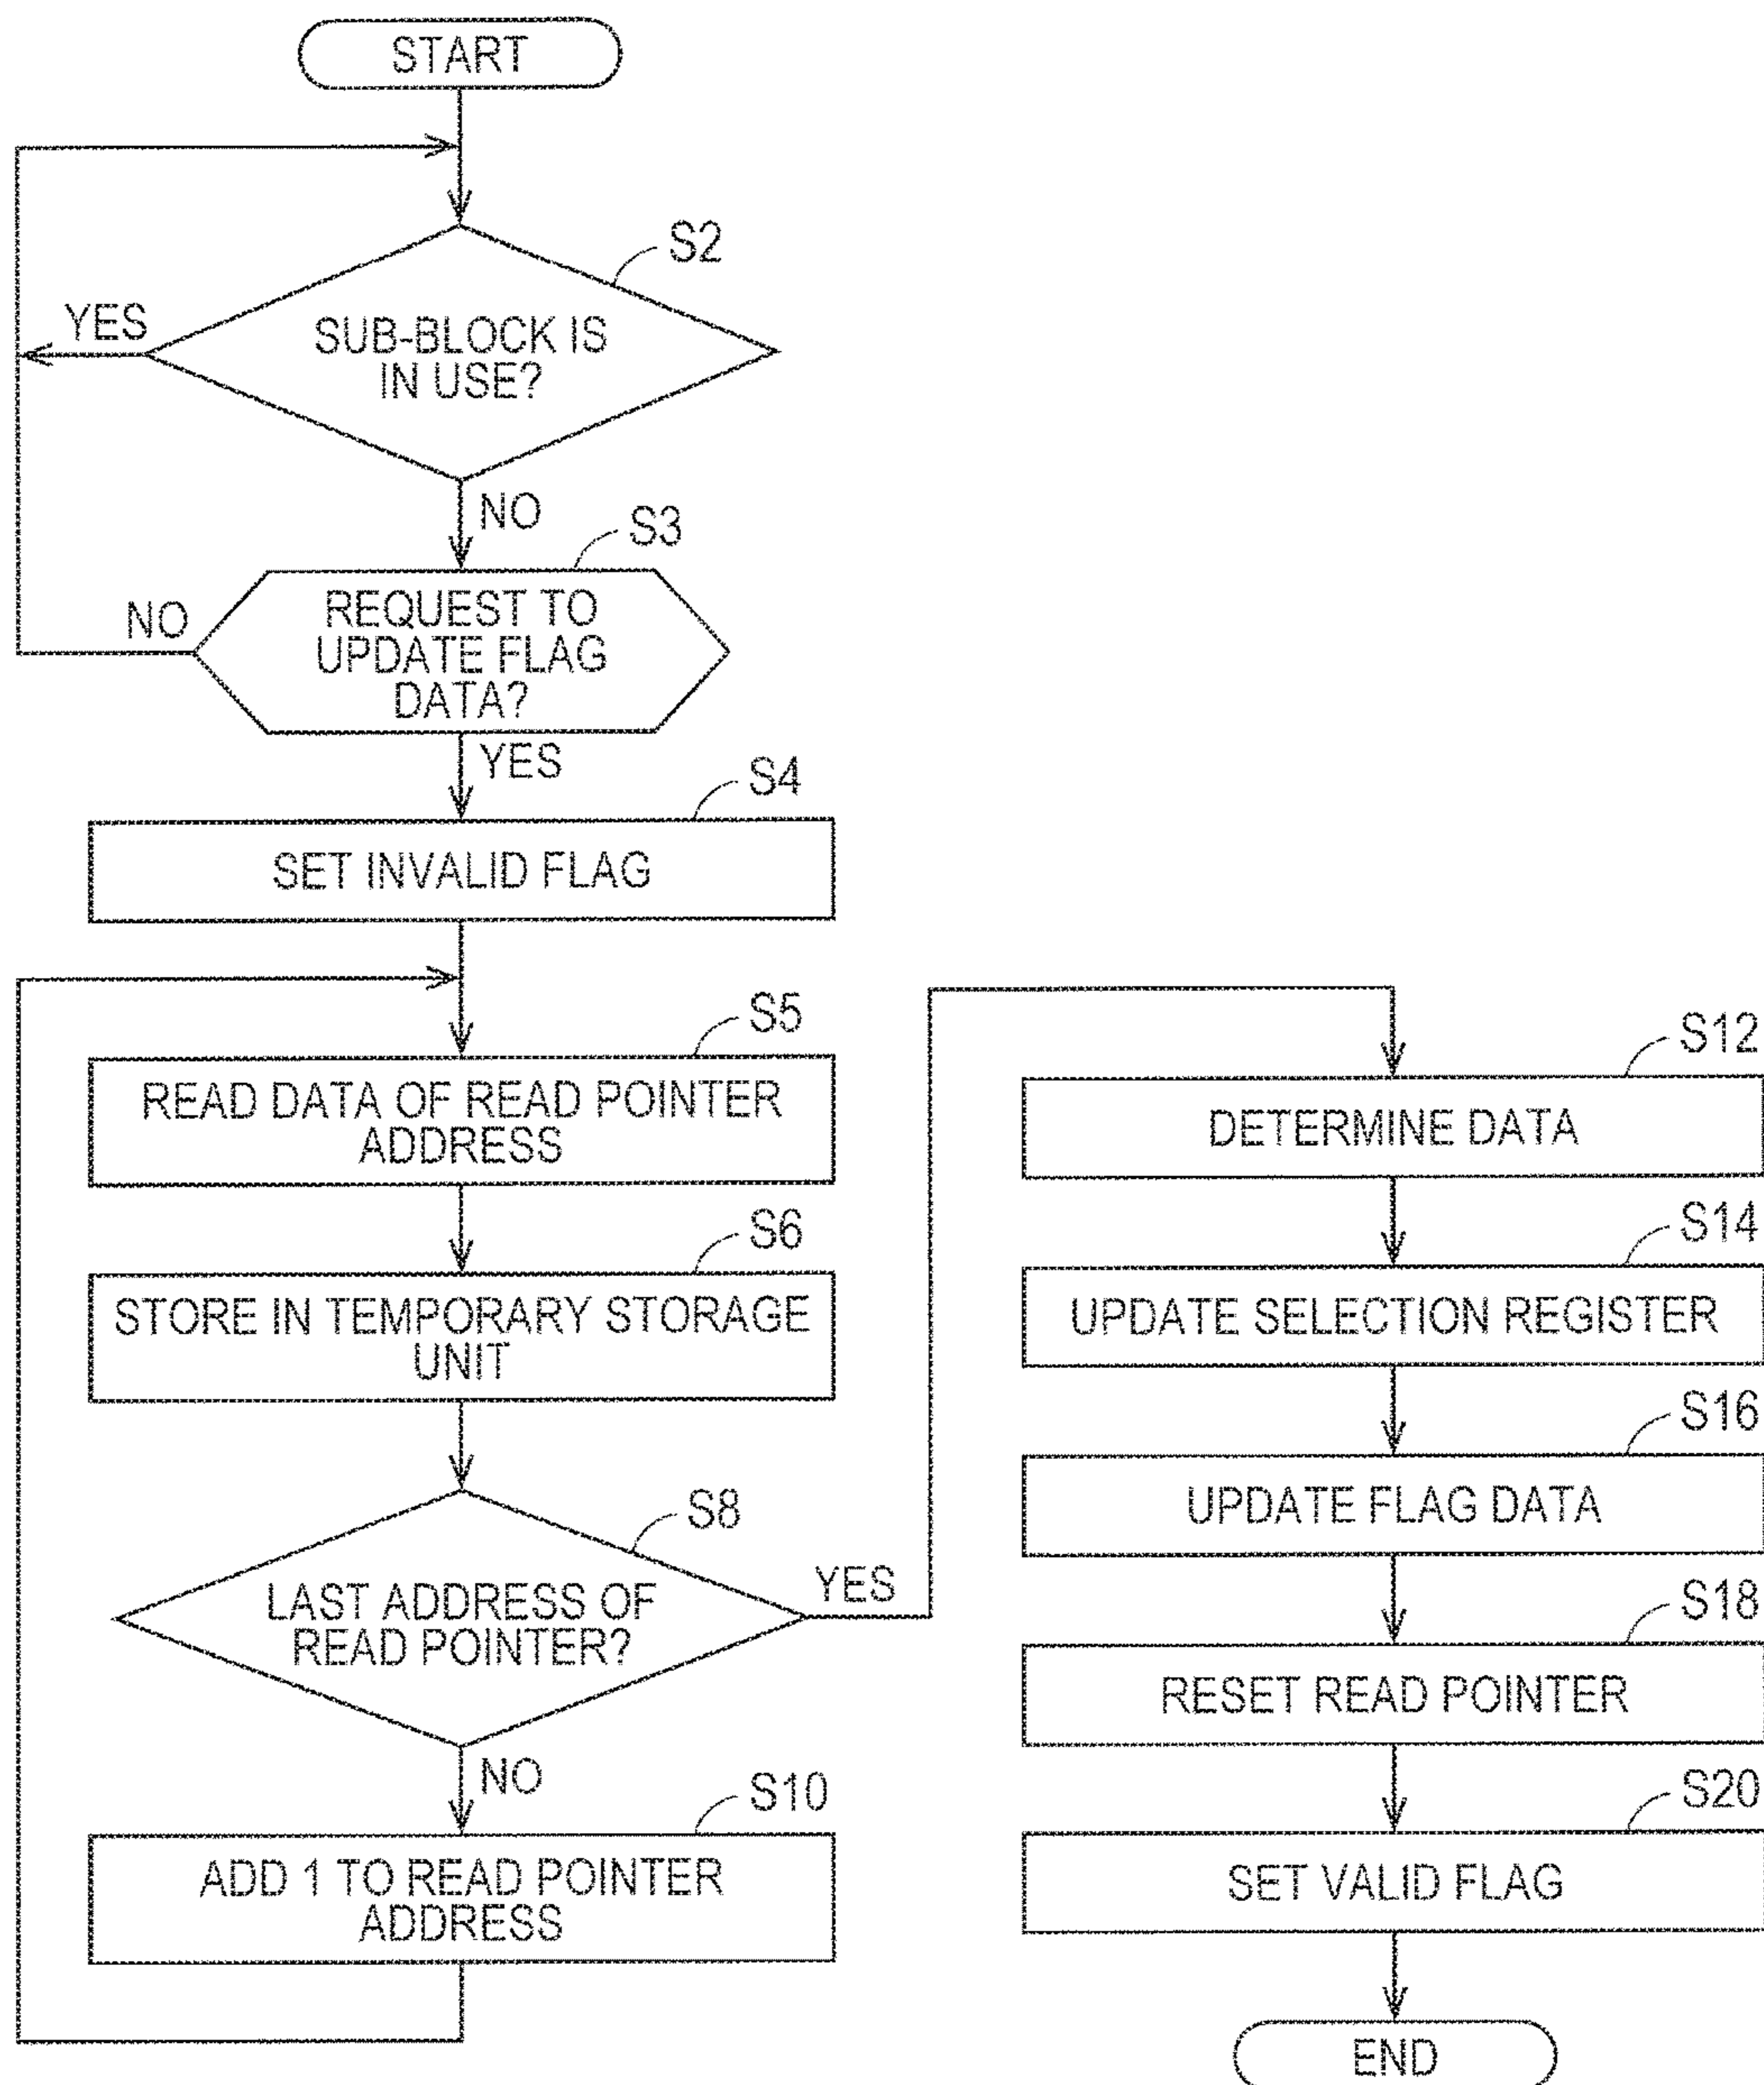 START
S2
YES
SUB-BLOCK IS
IN USE?
NO
S3
NO
REQUEST TO
UPDATE FLAG
DATA?
YES
S4
SET INVALID FLAG
S5
READ DATA OF READ POINTER
ADDRESS
S6
STORE IN TEMPORARY STORAGE
UNIT
S8
LAST ADDRESS OF
READ POINTER?
YES
NO
S10
ADD 1 TO READ POINTER
ADDRESS
S12
DETERMINE DATA
S14
UPDATE SELECTION REGISTER
S16
UPDATE FLAG DATA
S18
RESET READ POINTER
S20
SET VALID FLAG
END